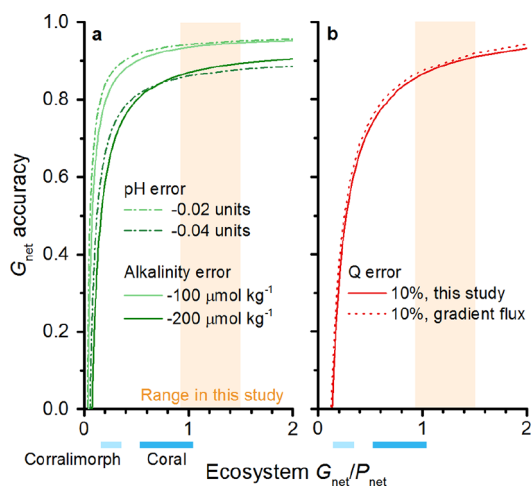 a
b
1.0
0.8
0.6
0.4
0.2
0.0
Gnet accuracy
pH error
-0.02 units
-0.04 units
Alkalinity error
-100 µmol kg⁻¹
-200 µmol kg⁻¹
Range in this study
Q error
10%, this study
10%, gradient flux
0 1 2
0 1 2
Corralimorph Coral
Ecosystem Gnet/Pnet